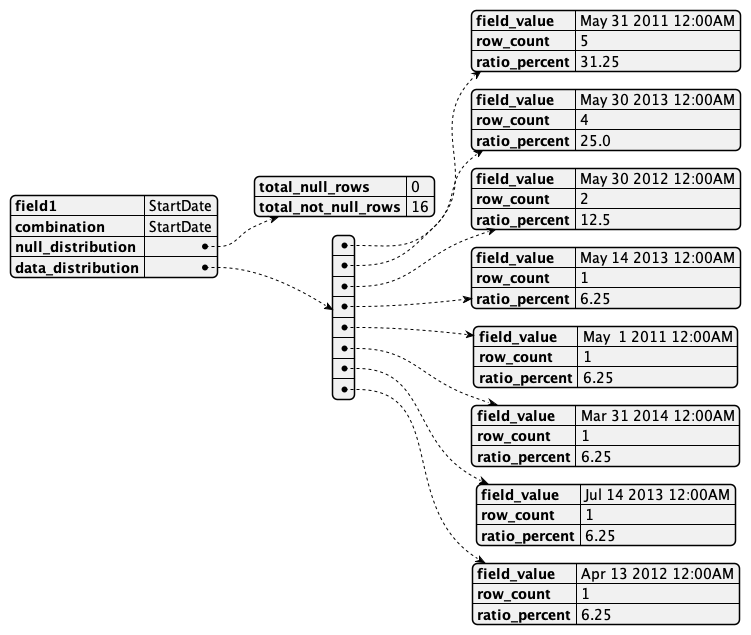 field1 StartDate
combination StartDate
null_distribution
data_distribution
total_null_rows 0
total_not_null_rows 16
field_value May 31 2011 12:00AM
row_count 5
ratio_percent 31.25
field_value May 30 2013 12:00AM
row_count 4
ratio_percent 25.0
field_value May 30 2012 12:00AM
row_count 2
ratio_percent 12.5
field_value May 14 2013 12:00AM
row_count 1
ratio_percent 6.25
field_value May  1 2011 12:00AM
row_count 1
ratio_percent 6.25
field_value Mar 31 2014 12:00AM
row_count 1
ratio_percent 6.25
field_value Jul 14 2013 12:00AM
row_count 1
ratio_percent 6.25
field_value Apr 13 2012 12:00AM
row_count 1
ratio_percent 6.25